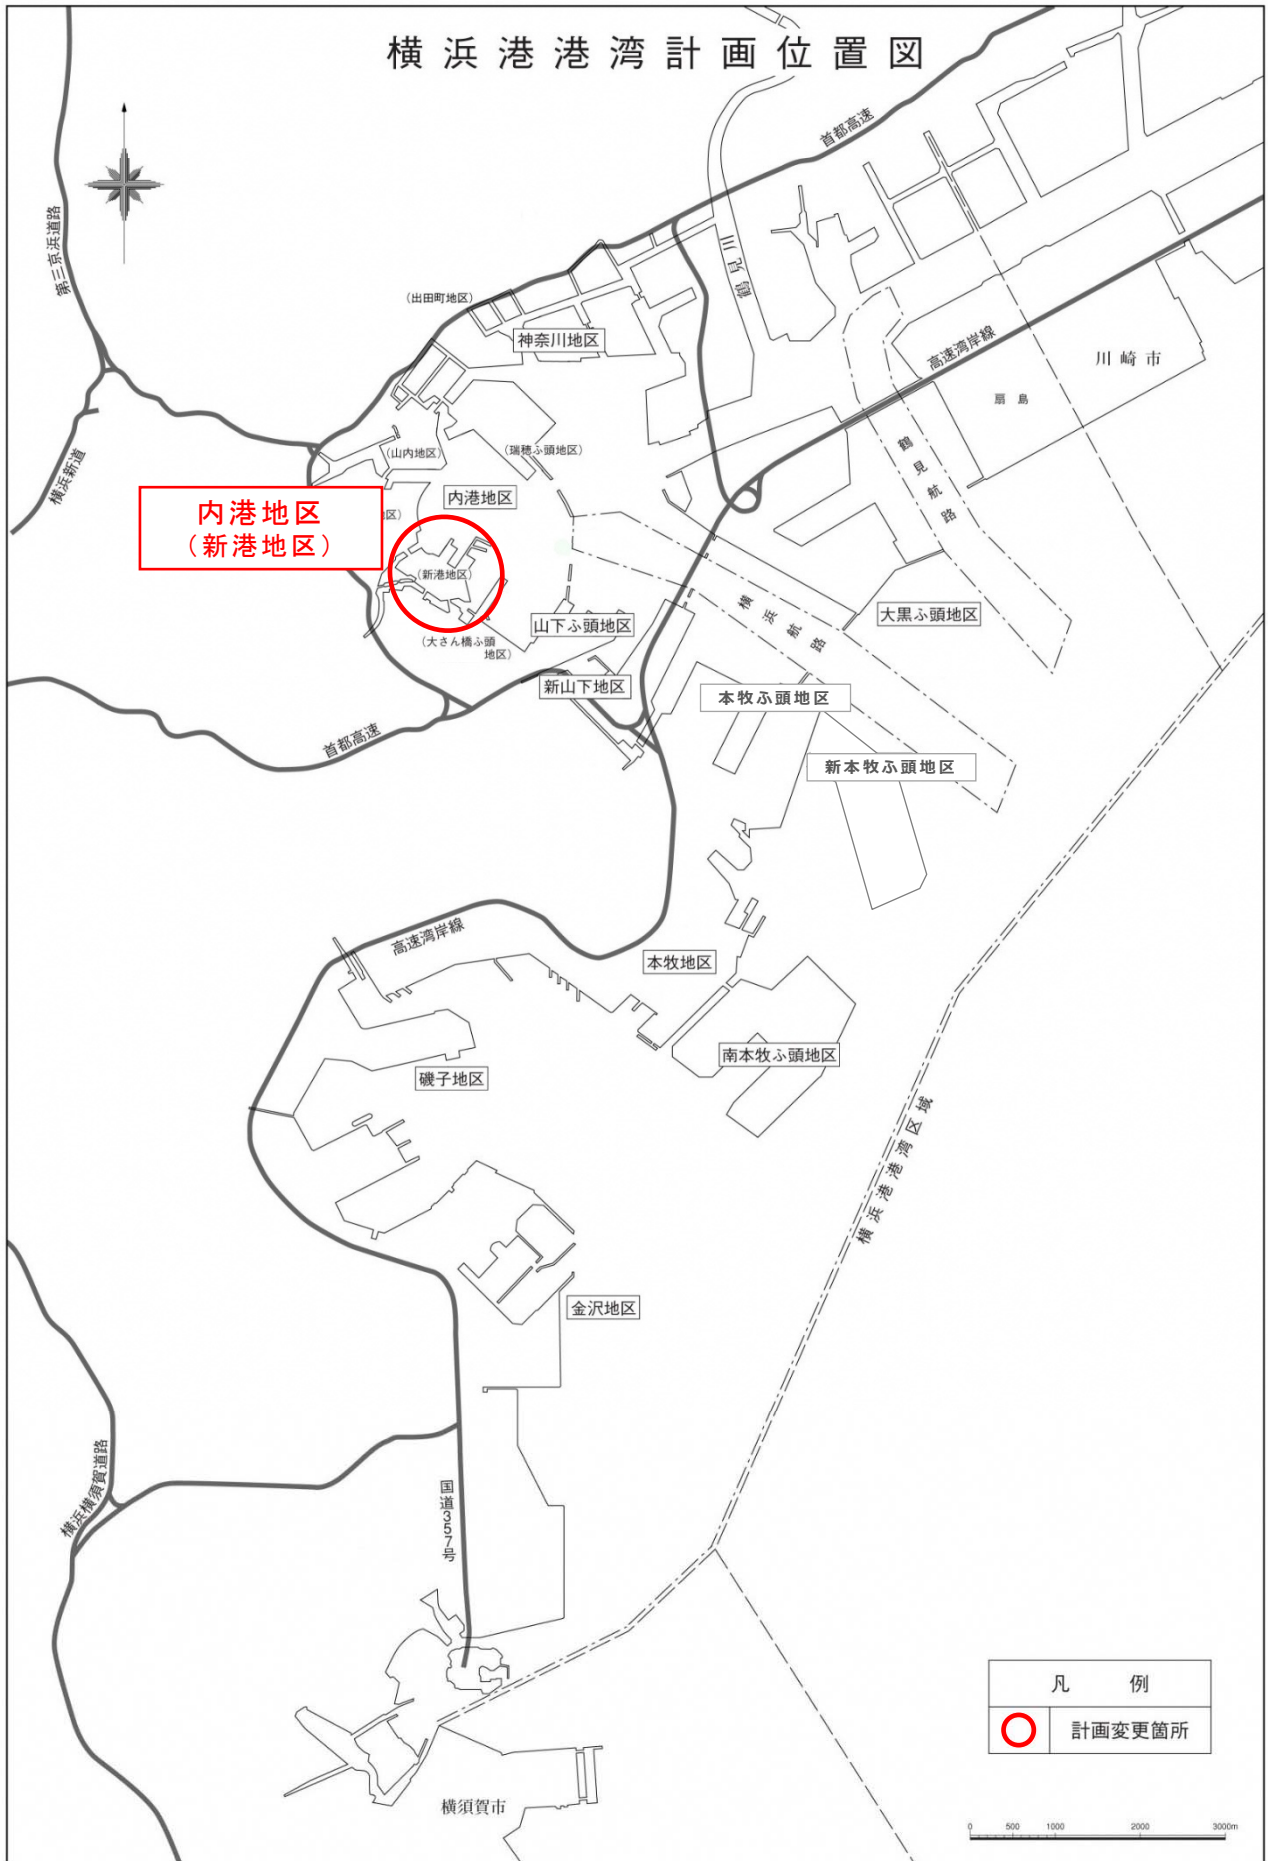 横浜港港湾計画位置図
首都高速
第三京浜道路
鶴見川
(出田町地区)
神奈川地区
高速湾岸線
川崎市
扇島
横浜新道
(山内地区)
(瑞穂ふ頭地区)
鶴見航路
内港地区
内港地区
(新港地区)
地区)
(新港地区)
横浜航路
大黒ふ頭地区
山下ふ頭地区
(大さん橋ふ頭
地区)
新山下地区
本牧ふ頭地区
首都高速
新本牧ふ頭地区
高速湾岸線
本牧地区
南本牧ふ頭地区
磯子地区
横浜港港湾区域
金沢地区
横浜横須賀道路
国道357号
凡例
計画変更箇所
横須賀市
0 500 1000 2000 3000m